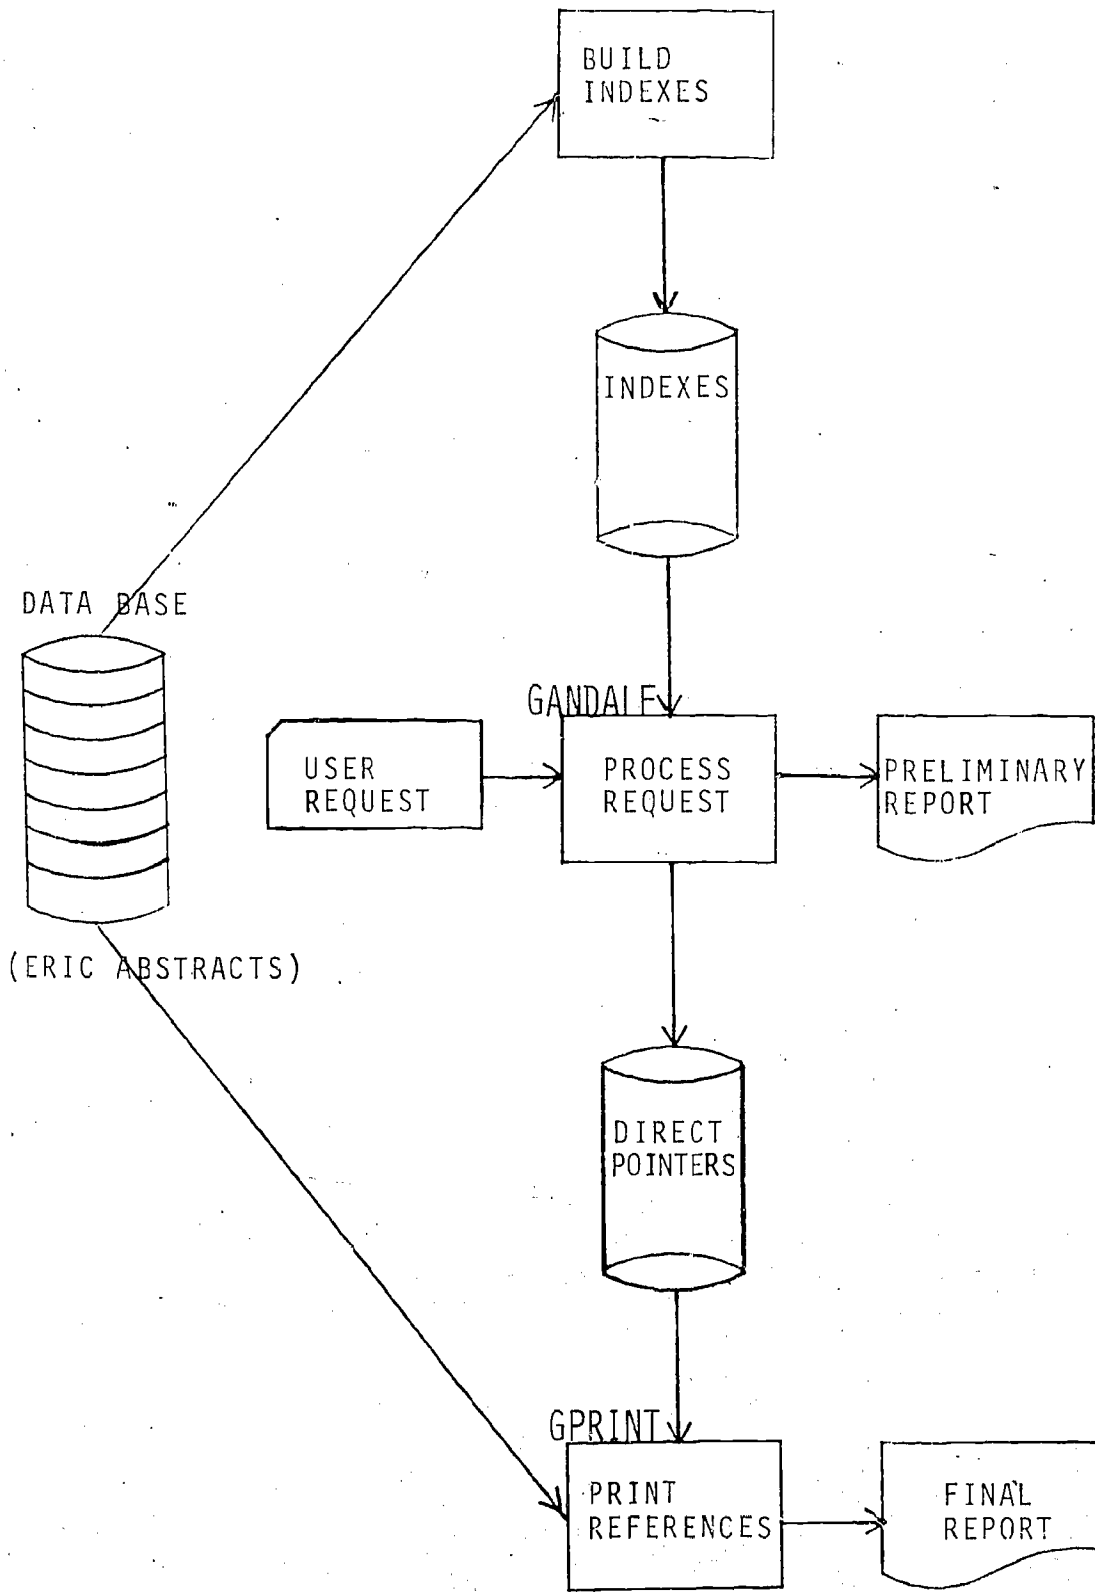 BUILD
INDEXES
INDEXES
DATA BASE
(ERIC ABSTRACTS)
USER
REQUEST
GANDALF
PROCESS
REQUEST
PRELIMINARY
REPORT
DIRECT
POINTERS
GPRINT
PRINT
REFERENCES
FINAL
REPORT